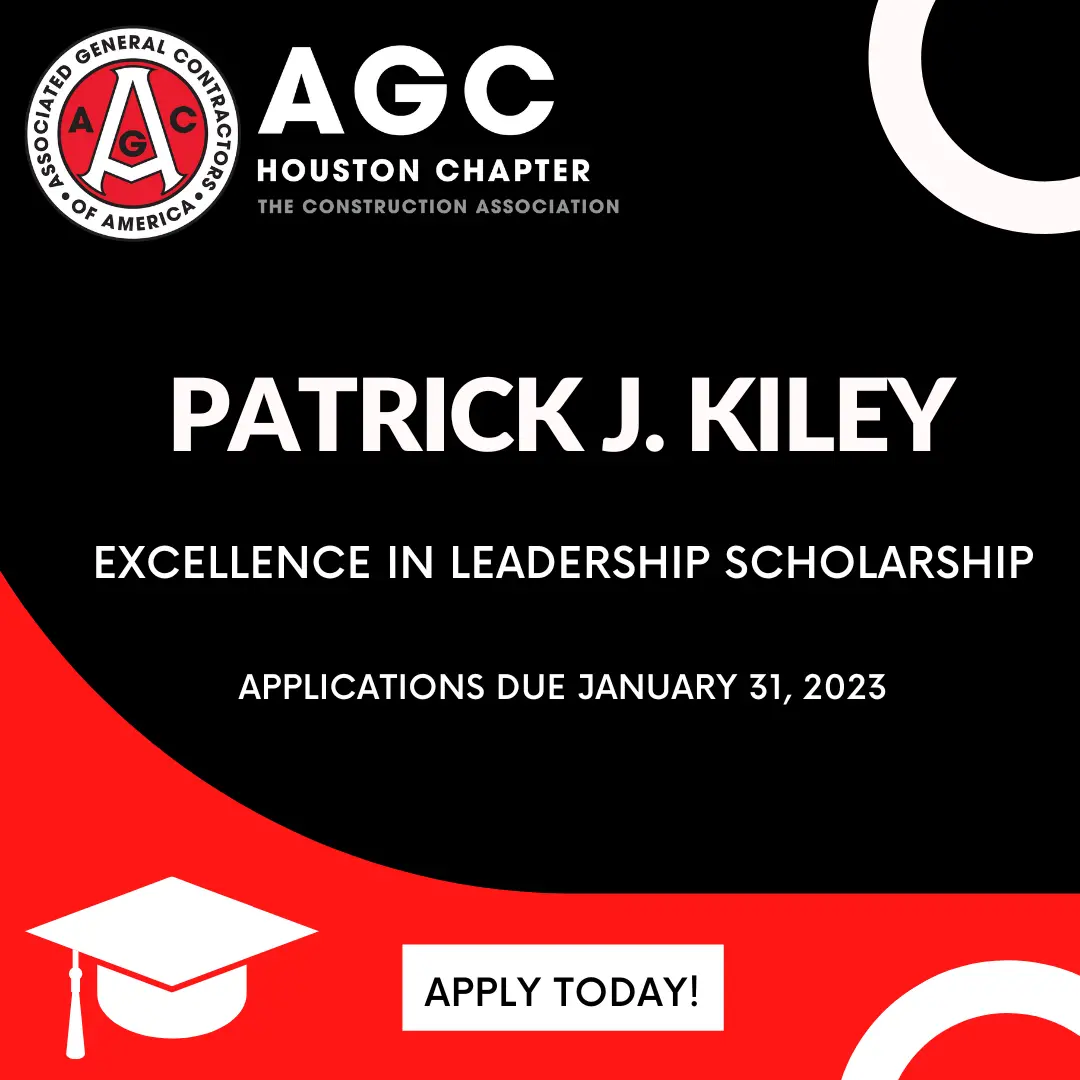 ASSOCIATED GENERAL CONTRACTORS
• OF AMERICA •
A G C
AGC
HOUSTON CHAPTER
THE CONSTRUCTION ASSOCIATION
PATRICK J. KILEY
EXCELLENCE IN LEADERSHIP SCHOLARSHIP
APPLICATIONS DUE JANUARY 31, 2023
APPLY TODAY!